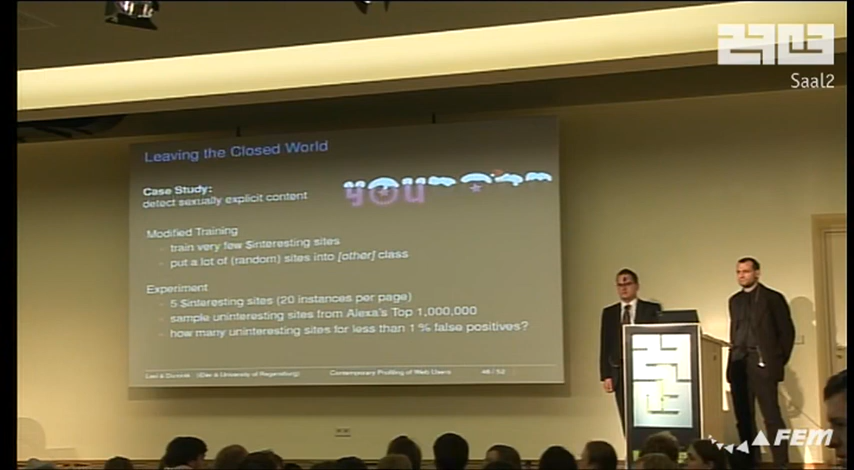 Saal2
Leaving the Closed World
Case Study:
detect sexually explicit content
Modified Training
train very few $interesting sites
put a lot of (random) sites into [other] class
Experiment
5 $interesting sites (20 instances per page)
sample uninteresting sites from Alexa's Top 1,000,000
how many uninteresting sites for less than 1 % false positives?
Contemporary Profiling of Web Users
FEM